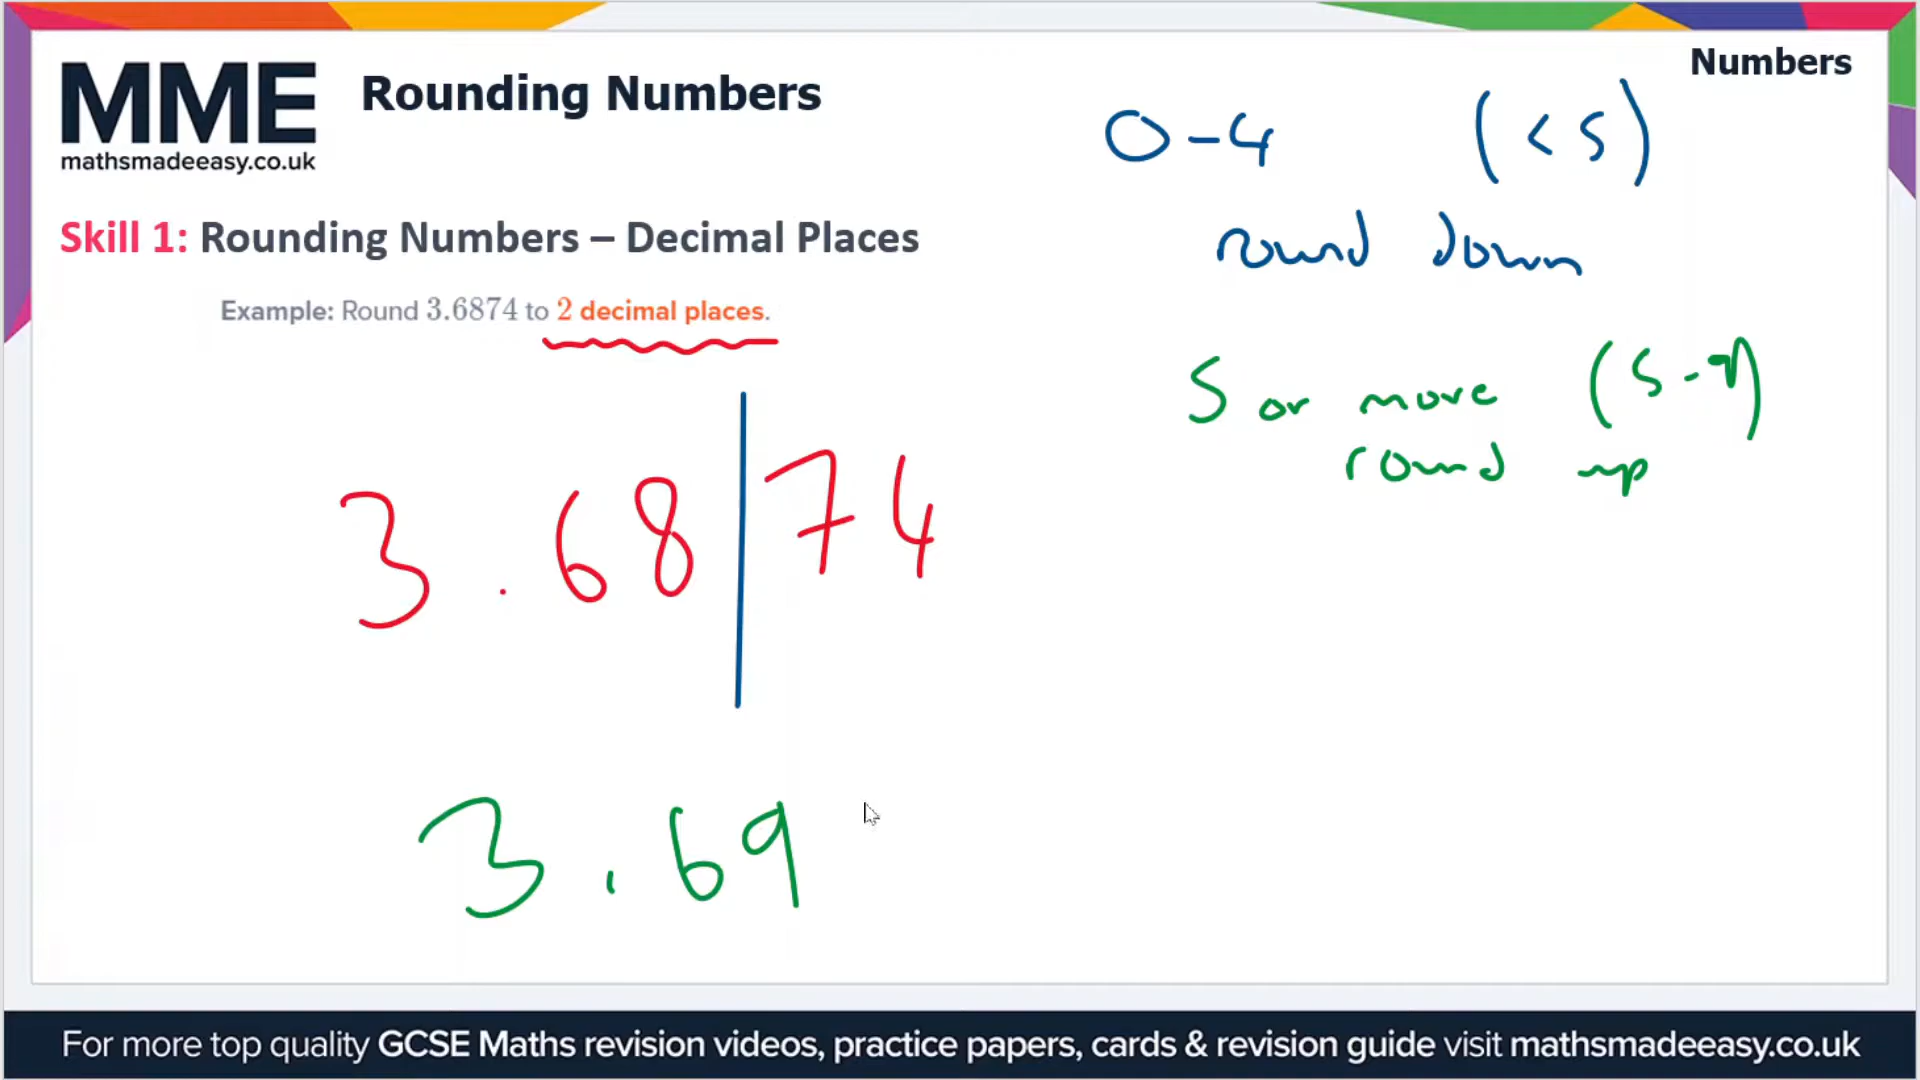 MME
mathsmadeeasy.co.uk
Rounding Numbers
Numbers
0-4 (<5)
round down
Skill 1: Rounding Numbers – Decimal Places
Example: Round 3.6874 to 2 decimal places.
5 or more (5-9)
round up
3.68|74
3.69
For more top quality GCSE Maths revision videos, practice papers, cards & revision guide visit mathsmadeeasy.co.uk